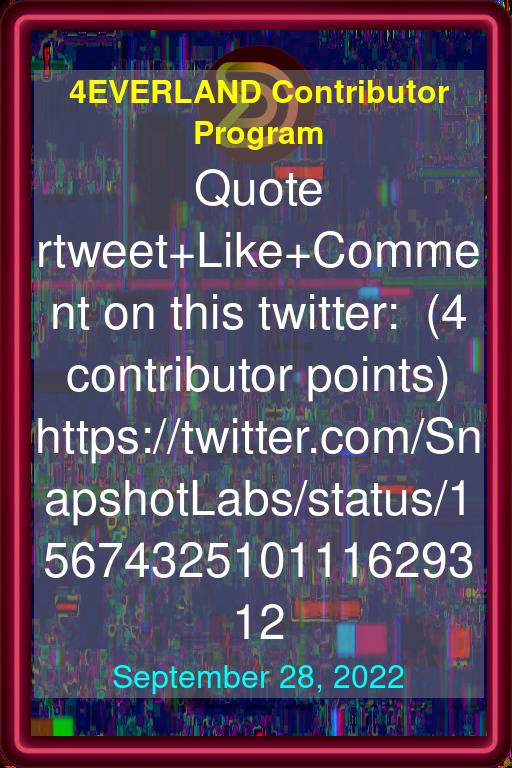 4EVERLAND Contributor
Program
Quote
rtweet+Like+Comme
nt on this twitter:  (4
contributor points)
https://twitter.com/Sn
apshotLabs/status/1
56743251011116293
12
September 28, 2022